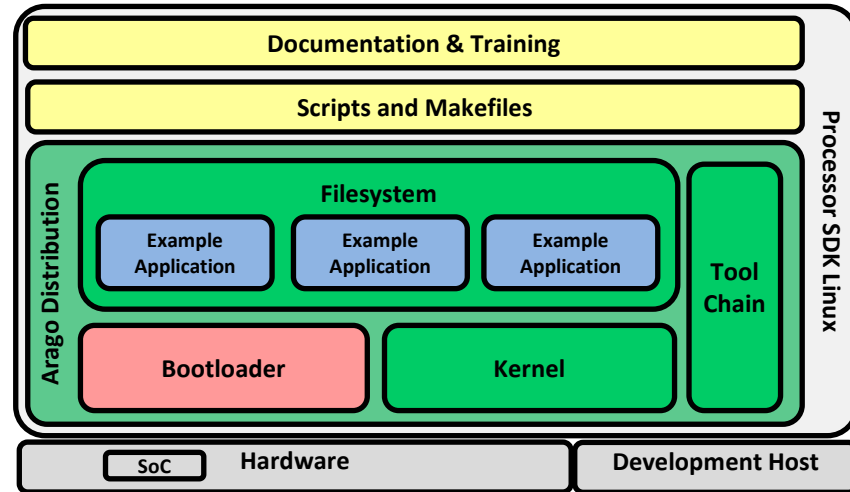 Documentation & Training
Scripts and Makefiles
Processor SDK Linux
Arago Distribution
Filesystem
Example
Application
Example
Application
Example
Application
Tool
Chain
Bootloader
Kernel
SoC
Hardware
Development Host